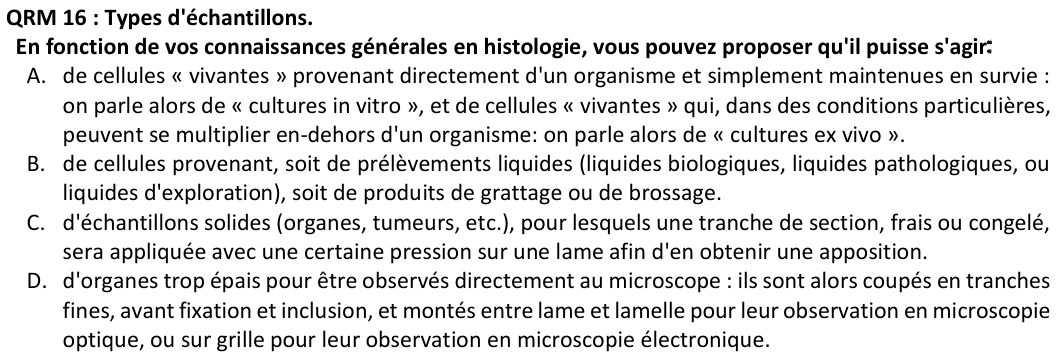 QRM 16 : Types d'échantillons.
En fonction de vos connaissances générales en histologie, vous pouvez proposer qu'il puisse s'agir:
A. de cellules « vivantes » provenant directement d'un organisme et simplement maintenues en survie :
on parle alors de « cultures in vitro », et de cellules « vivantes » qui, dans des conditions particulières,
peuvent se multiplier en-dehors d'un organisme: on parle alors de « cultures ex vivo ».
B. de cellules provenant, soit de prélèvements liquides (liquides biologiques, liquides pathologiques, ou
liquides d'exploration), soit de produits de grattage ou de brossage.
C. d'échantillons solides (organes, tumeurs, etc.), pour lesquels une tranche de section, frais ou congelé,
sera appliquée avec une certaine pression sur une lame afin d'en obtenir une apposition.
D. d'organes trop épais pour être observés directement au microscope : ils sont alors coupés en tranches
fines, avant fixation et inclusion, et montés entre lame et lamelle pour leur observation en microscopie
optique, ou sur grille pour leur observation en microscopie électronique.